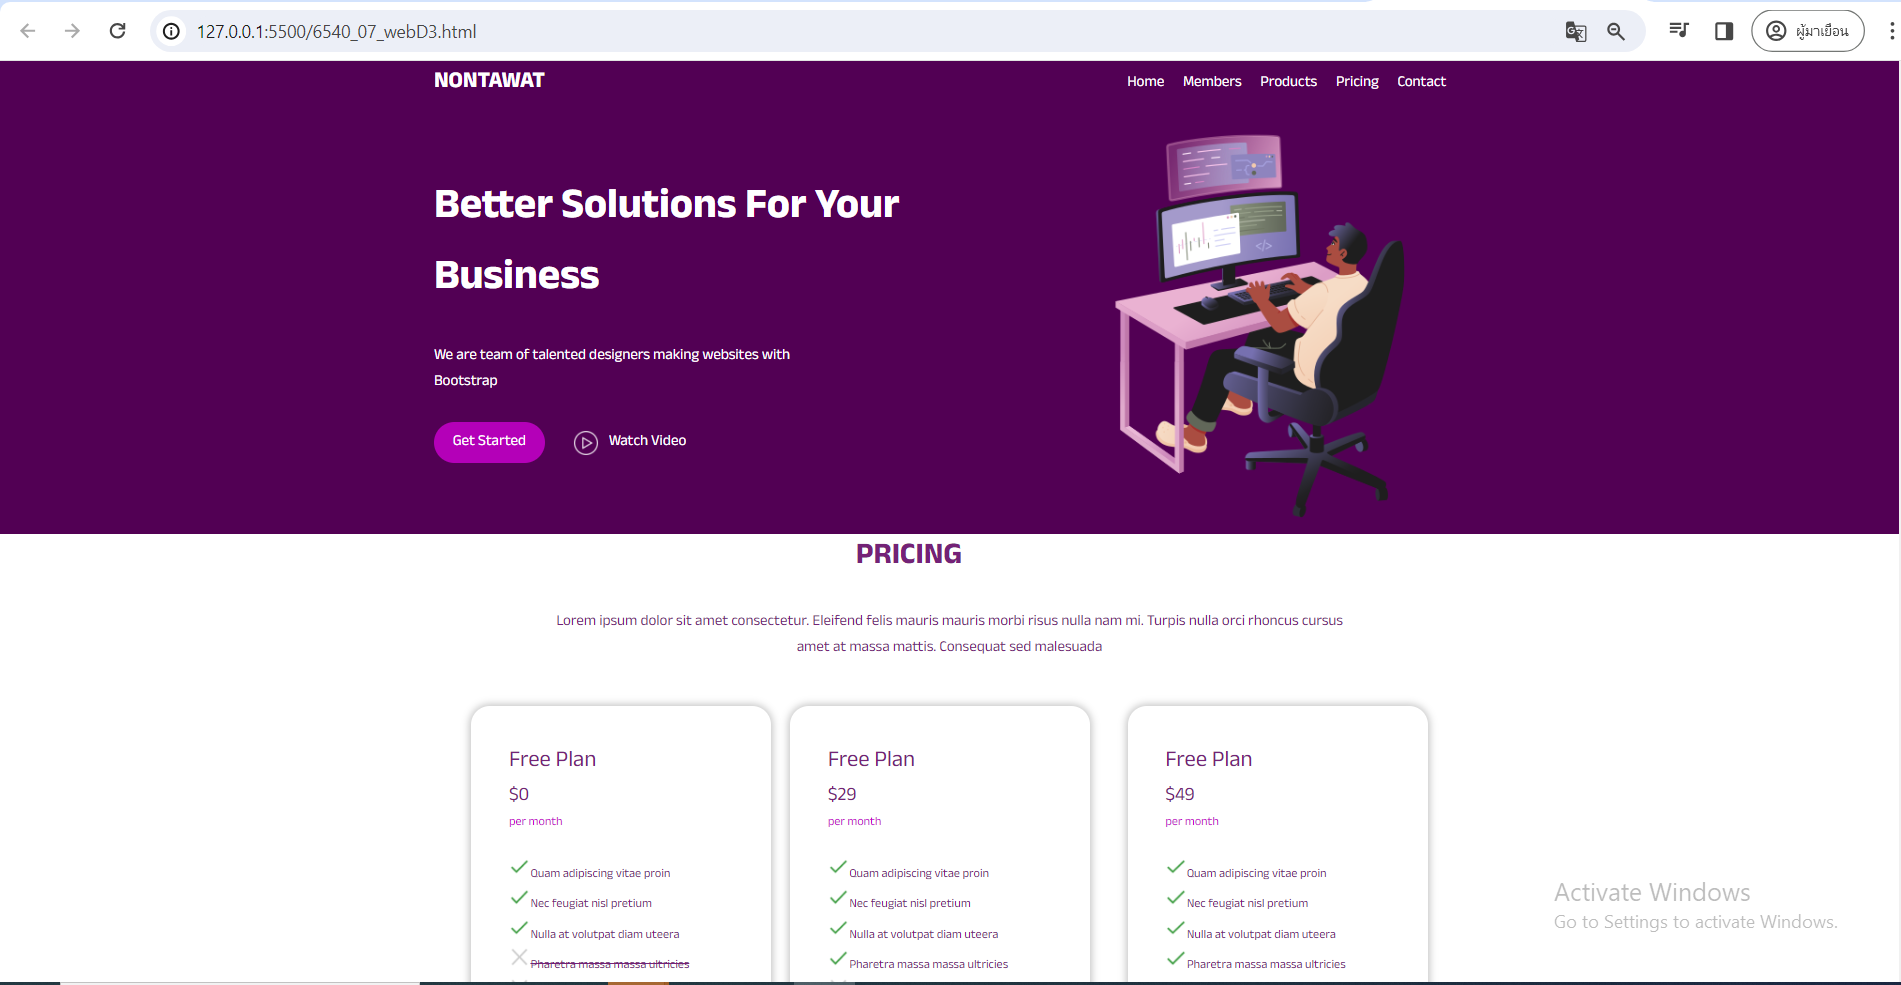 127.0.0.1:5500/6540_07_webD3.html
ผู้มาเยือน
NONTAWAT
Home Members Products Pricing Contact
Better Solutions For Your
Business
We are team of talented designers making websites with
Bootstrap
Get Started
Watch Video
PRICING
Lorem ipsum dolor sit amet consectetur. Eleifend felis mauris mauris morbi risus nulla nam mi. Turpis nulla orci rhoncus cursus
amet at massa mattis. Consequat sed malesuada
Free Plan
$0
per month
Quam adipiscing vitae proin
Nec feugiat nisl pretium
Nulla at volutpat diam uteera
Pharetra massa massa ultricies
Free Plan
$29
per month
Quam adipiscing vitae proin
Nec feugiat nisl pretium
Nulla at volutpat diam uteera
Pharetra massa massa ultricies
Free Plan
$49
per month
Quam adipiscing vitae proin
Nec feugiat nisl pretium
Nulla at volutpat diam uteera
Pharetra massa massa ultricies
Activate Windows
Go to Settings to activate Windows.